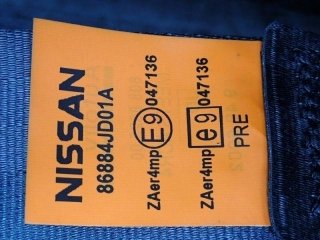 NISSAN
86884JD01A
ZAer4mp E9 047136
ZAer4mp e9 047136
PRE